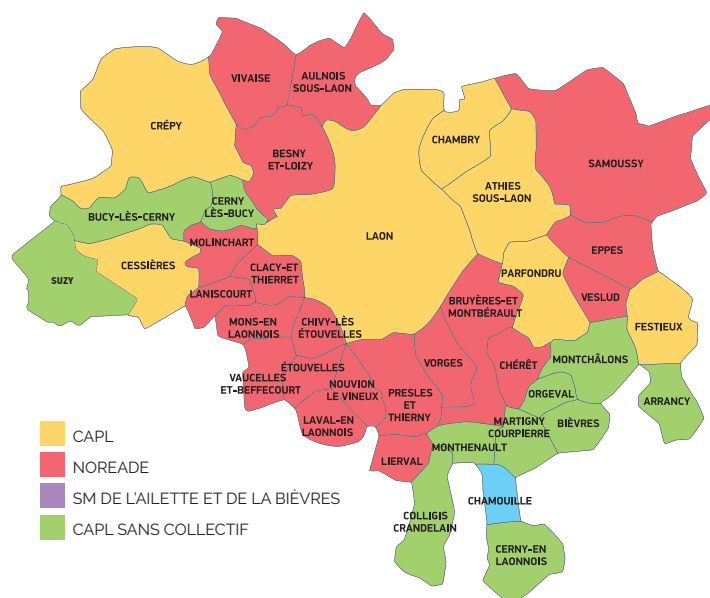 VIVAISE
AULNOIS
SOUS-LAON
CRÉPY
CHAMBRY
BESNY
ET-LOIZY
SAMOUSSY
ATHIES
SOUS-LAON
CERNY
LÈS-BUCY
BUCY-LÈS-CERNY
LAON
MOLINCHART
EPPES
CESSIÈRES
CLACY-ET
THIERRET
PARFONDRU
SUZY
LANISCOURT
BRUYÈRES-ET
MONTBÉRAULT
VESLUD
MONS-EN
LAONNOIS
CHIVY-LÈS
ÉTOUVELLES
FESTIEUX
VORGES
CHÉRÊT
MONTCHÂLONS
ÉTOUVELLES
VAUCELLES
ET-BEFFECOURT
NOUVION
LE VINEUX
PRESLES
ET
THIERNY
ORGEVAL
ARRANCY
LAVAL-EN
LAONNOIS
MARTIGNY
COURPIERRE
BIÈVRES
MONTHENAULT
LIERVAL
CHAMOUILLE
COLLIGIS
CRANDELAIN
CERNY-EN
LAONNOIS
CAPL
NOREADE
SM DE L'AILETTE ET DE LA BIÈVRES
CAPL SANS COLLECTIF